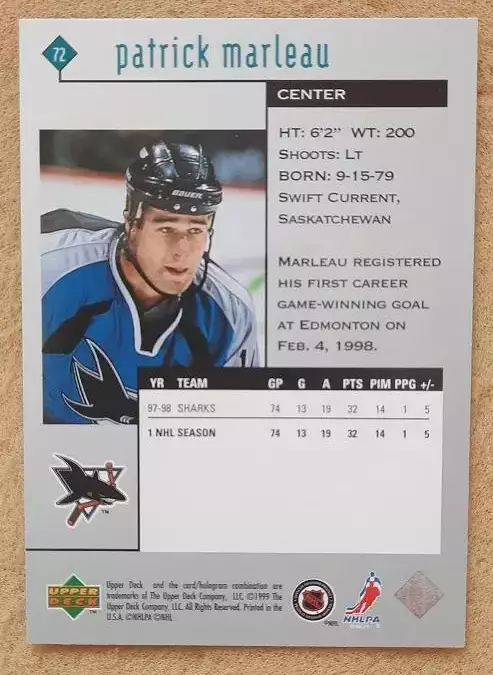 72
patrick marleau
CENTER
HT: 6'2" WT: 200
SHOOTS: LT
BORN: 9-15-79
SWIFT CURRENT,
SASKATCHEWAN
MARLEAU REGISTERED
HIS FIRST CAREER
GAME-WINNING GOAL
AT EDMONTON ON
FEB. 4, 1998.
BAUER
YR TEAM GP G A PTS PIM PPG +/-
97-98 SHARKS 74 13 19 32 14 1 5
1 NHL SEASON 74 13 19 32 14 1 5
TM
UPPER
DECK
TM
Upper Deck and the card/hologram combination are
trademarks of The Upper Deck Company, LLC. ©1999 The
Upper Deck Company, LLC. All Rights Reserved. Printed in the
U.S.A. ©NHLPA ©NHL
©NHL
NHLPA